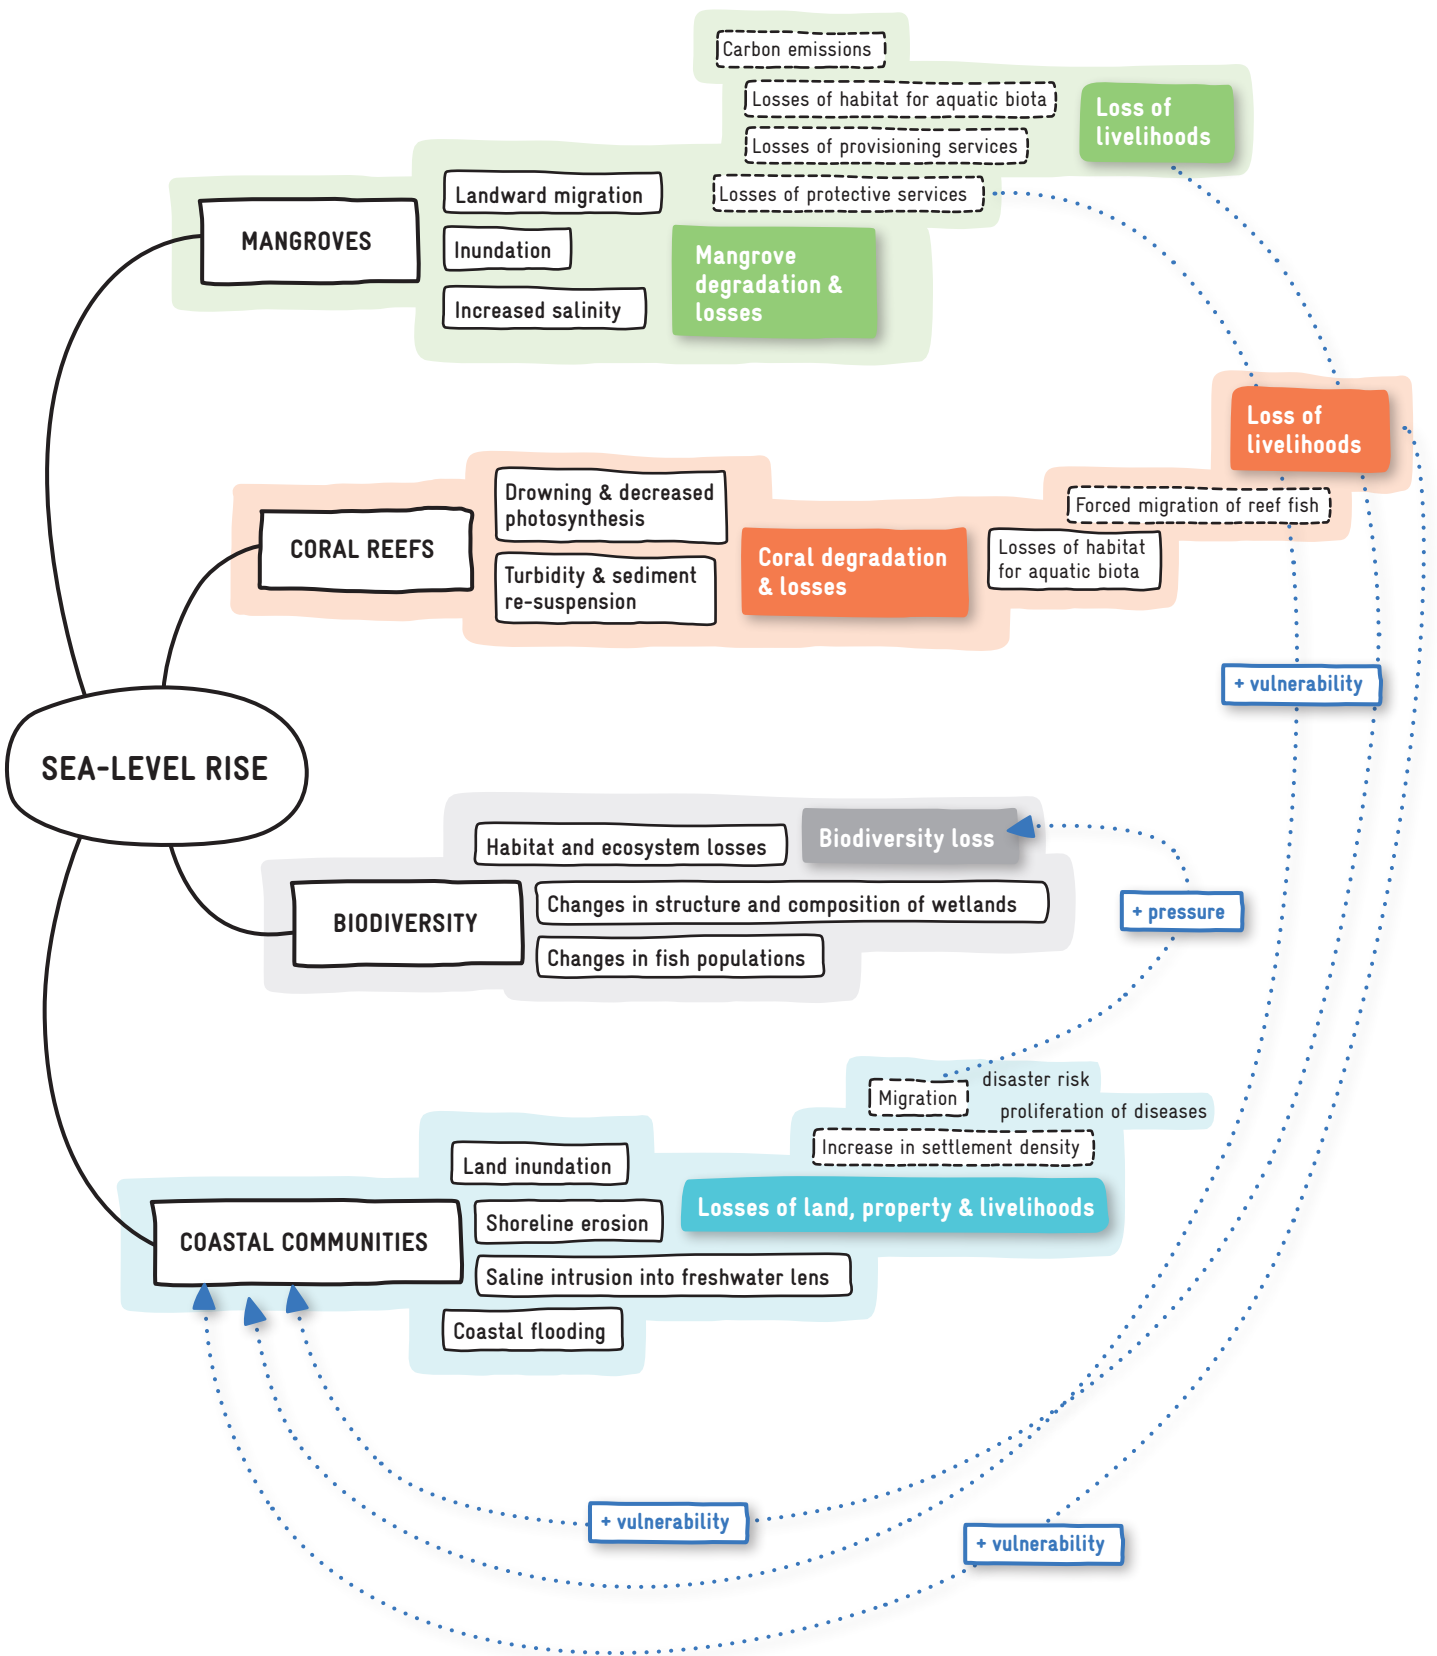 Carbon emissions
Losses of habitat for aquatic biota
Loss of
livelihoods
Losses of provisioning services
Losses of protective services
Landward migration
MANGROVES
Inundation
Mangrove
degradation &
losses
Increased salinity
Loss of
livelihoods
Drowning & decreased
photosynthesis
Forced migration of reef fish
CORAL REEFS
Coral degradation
& losses
Losses of habitat
for aquatic biota
Turbidity & sediment
re-suspension
+ vulnerability
SEA-LEVEL RISE
Habitat and ecosystem losses
Biodiversity loss
BIODIVERSITY
Changes in structure and composition of wetlands
+ pressure
Changes in fish populations
Migration
disaster risk
proliferation of diseases
Increase in settlement density
Land inundation
Losses of land, property & livelihoods
Shoreline erosion
COASTAL COMMUNITIES
Saline intrusion into freshwater lens
Coastal flooding
+ vulnerability
+ vulnerability